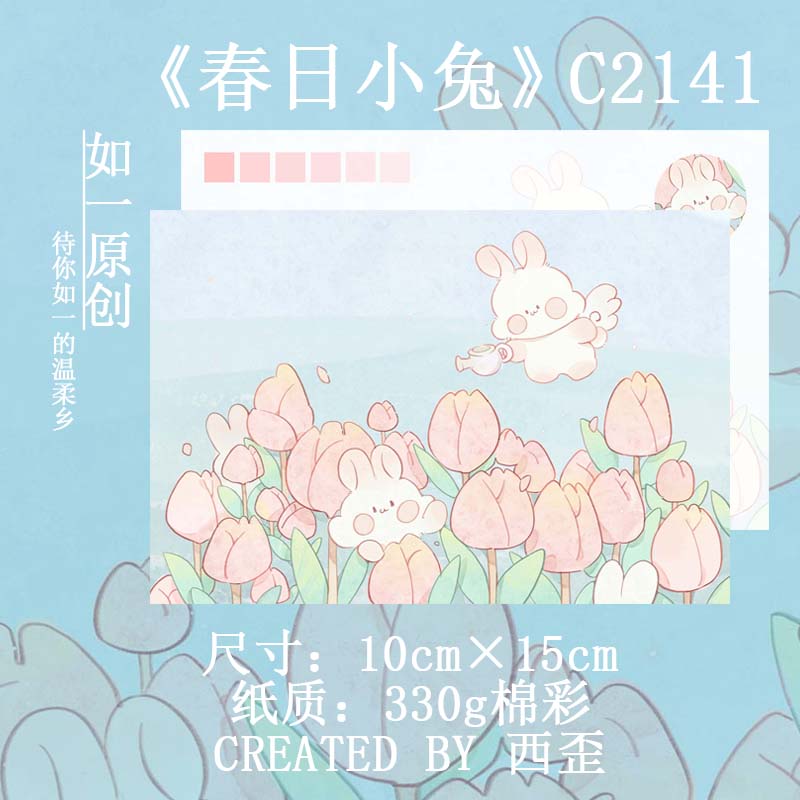 《春日小兔》C2141
如一原创
待你如一的温柔乡
尺寸：10cm×15cm
纸质：330g棉彩
CREATED BY 西歪